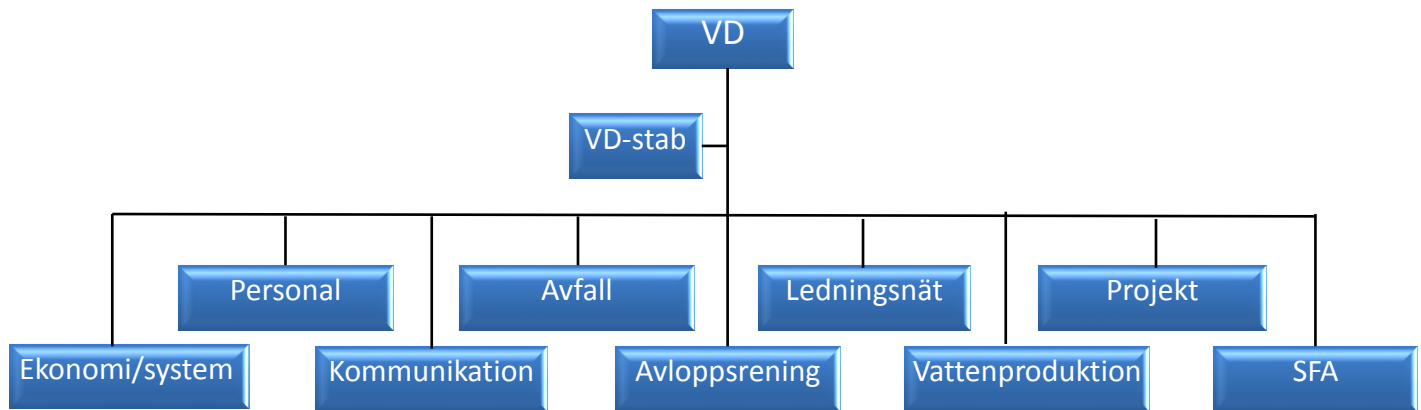 VD
VD-stab
Personal
Avfall
Ledningsnät
Projekt
Ekonomi/system
Kommunikation
Avloppsrening
Vattenproduktion
SFA